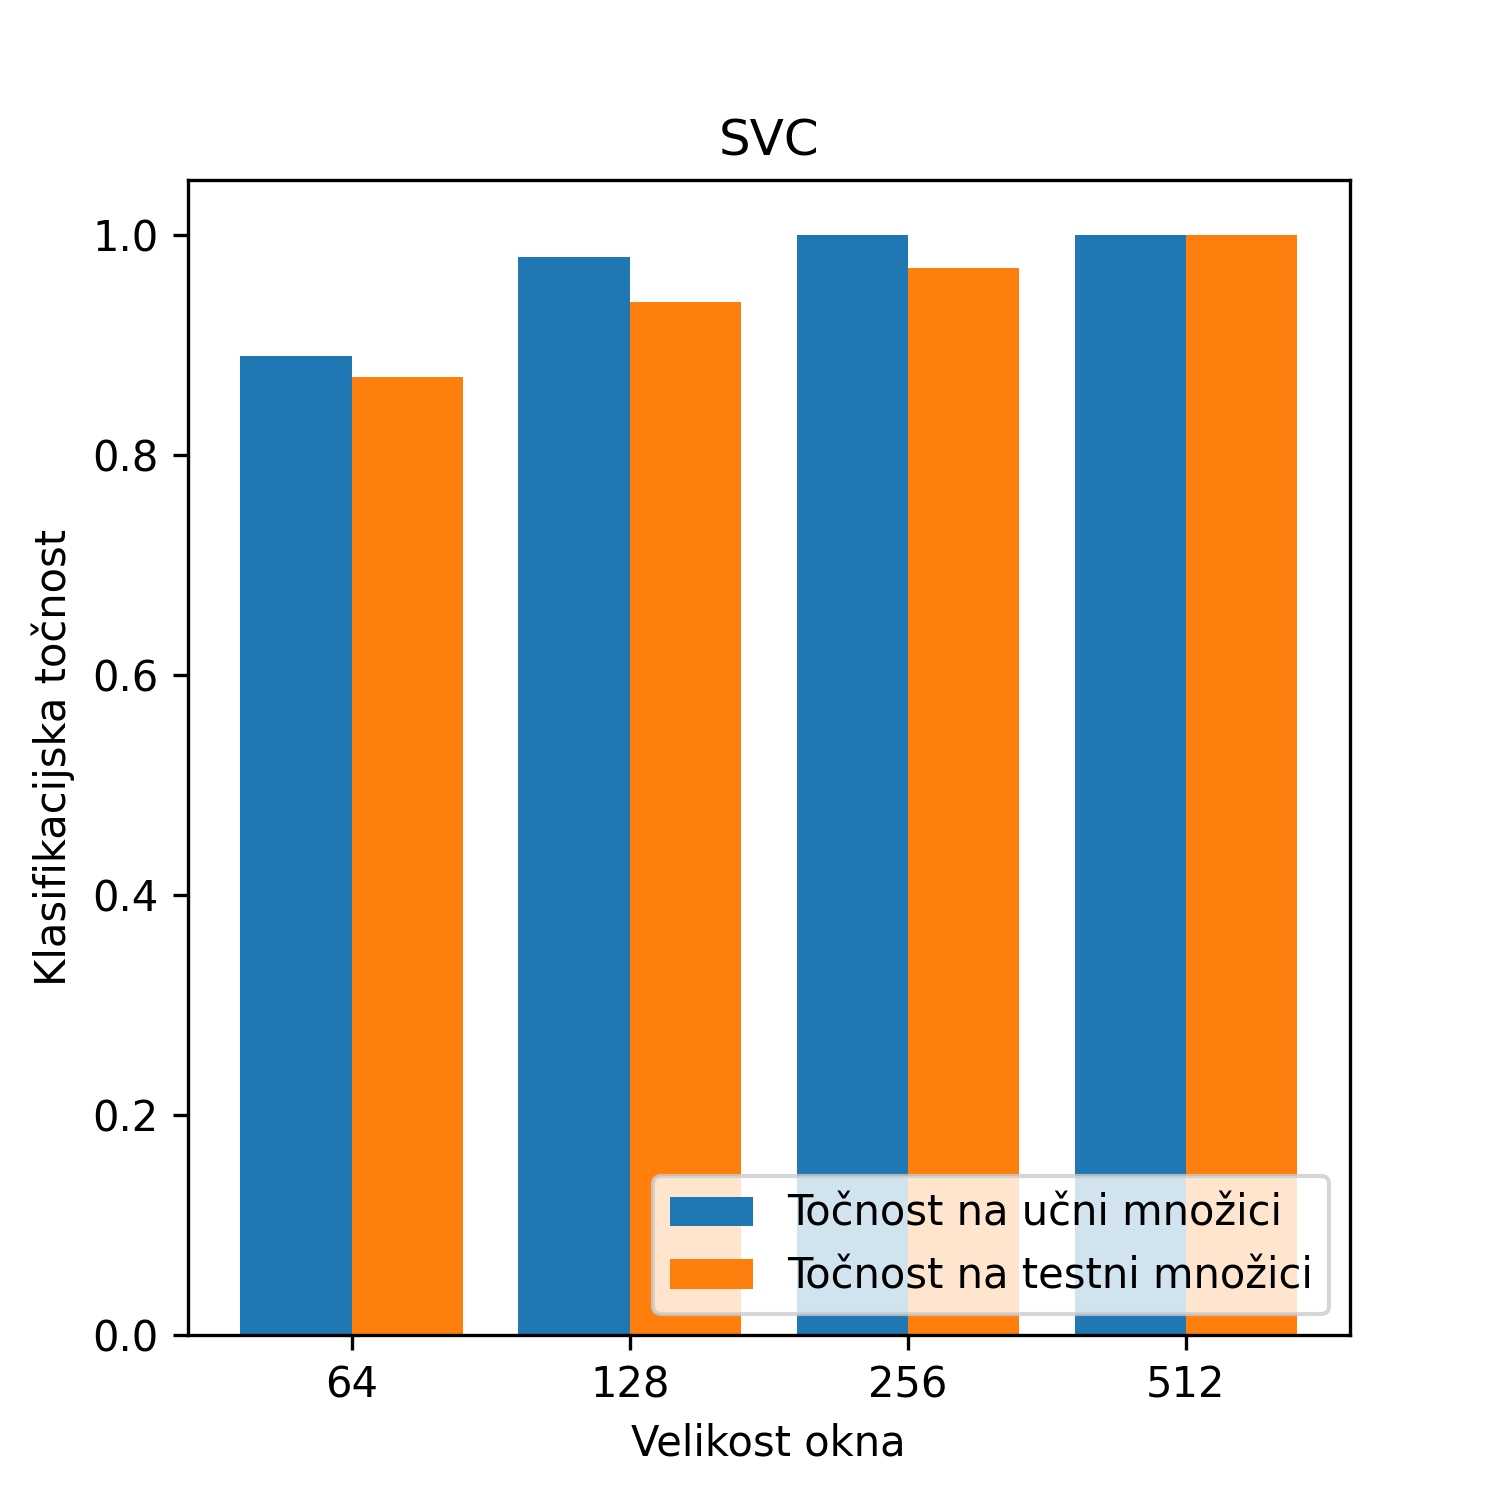 SVC
1.0
0.8
0.6
0.4
0.2
0.0
Klasifikacijska točnost
Točnost na učni množici
Točnost na testni množici
64 128 256 512
Velikost okna